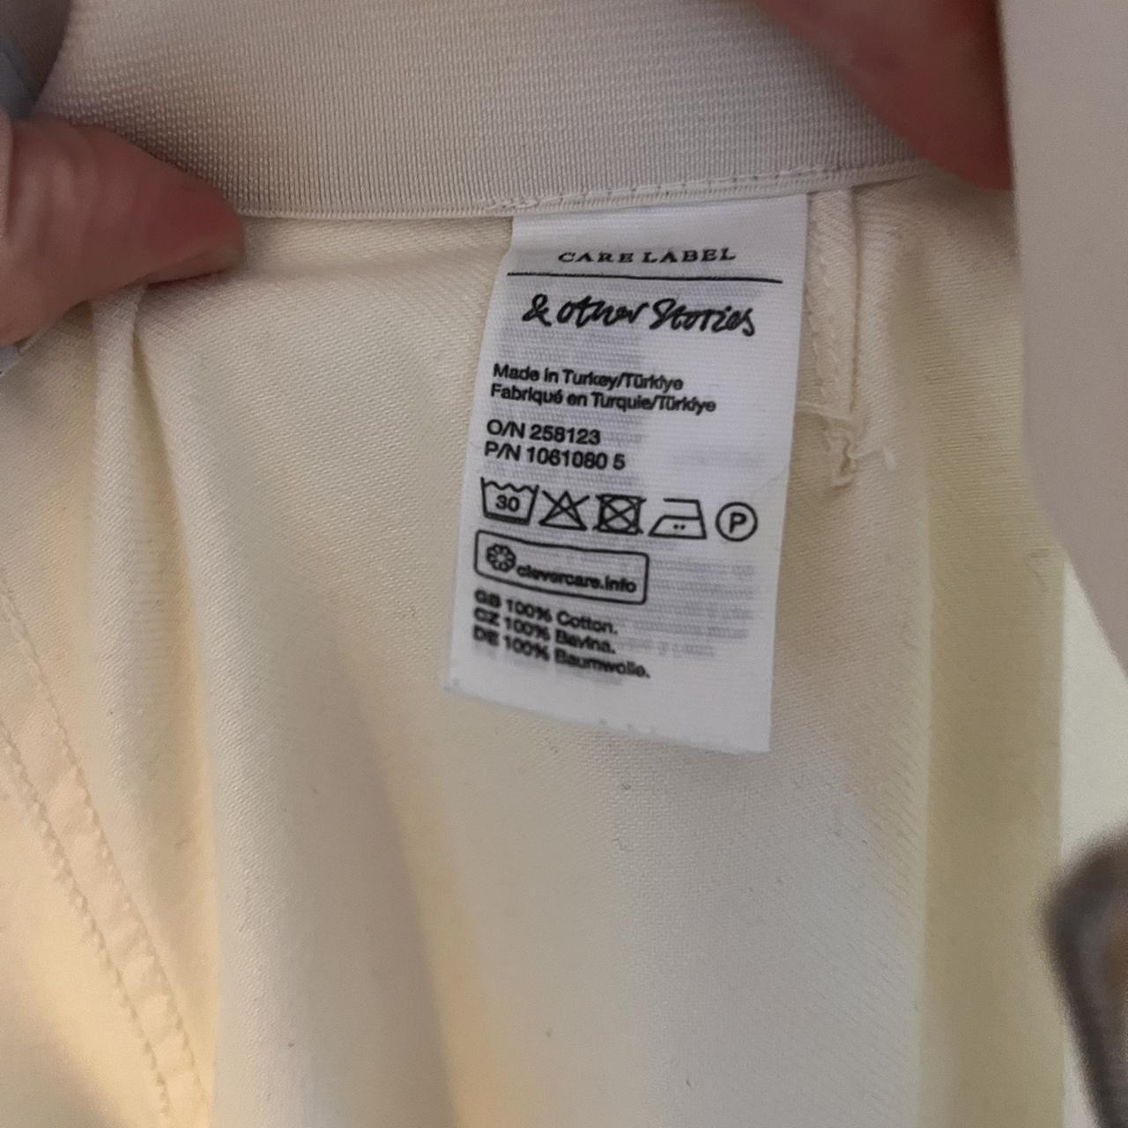 CARE LABEL
& other Stories
Made in Turkey/Türkiye
Fabriqué en Turquie/Türkiye
O/N 258123
P/N 1061080 5
30 P
clevercare.info
GB 100% Cotton.
CZ 100% Bavlna.
DE 100% Baumwolle.